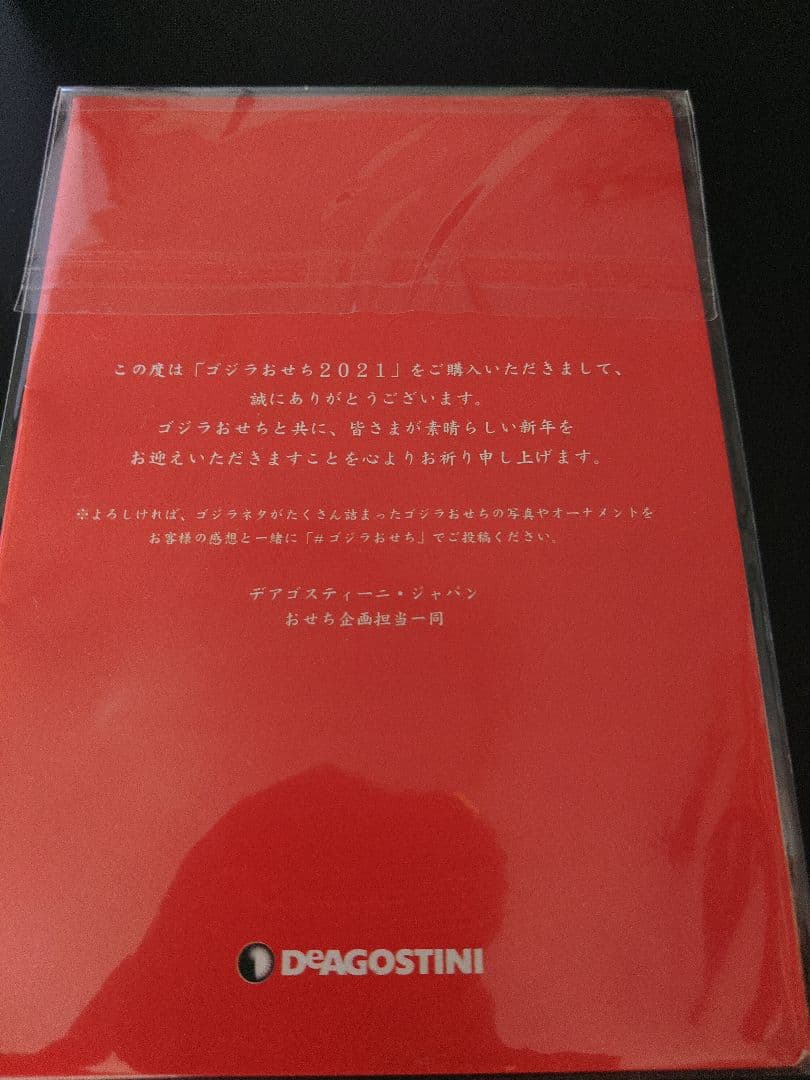 この度は「ゴジラおせち2021」をご購入いただきまして、
誠にありがとうございます。
ゴジラおせちと共に、皆さまが素晴らしい新年を
お迎えいただきますことを心よりお祈り申し上げます。
※よろしければ、ゴジラネタがたくさん詰まったゴジラおせちの写真やオーナメントを
お客様の感想と一緒に「#ゴジラおせち」でご投稿ください。
デアゴスティーニ・ジャパン
おせち企画担当一同
DeAGOSTINI